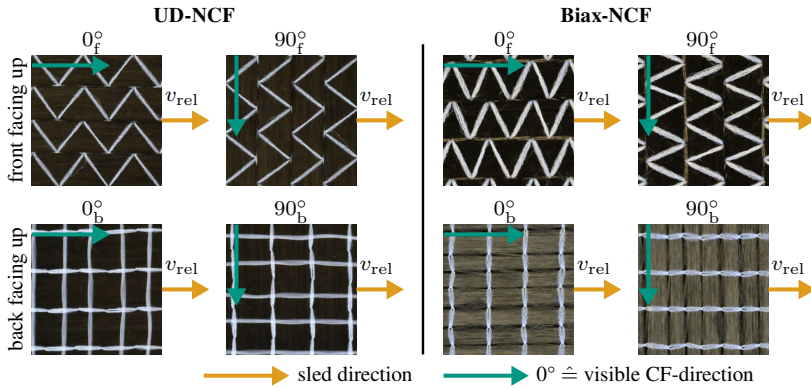 UD-NCF Biax-NCF
0°f 90°f 0°f 90°f
front facing up vrel vrel vrel vrel
0°b 90°b 0°b 90°b
back facing up vrel vrel vrel vrel
sled direction 0° ≙ visible CF-direction